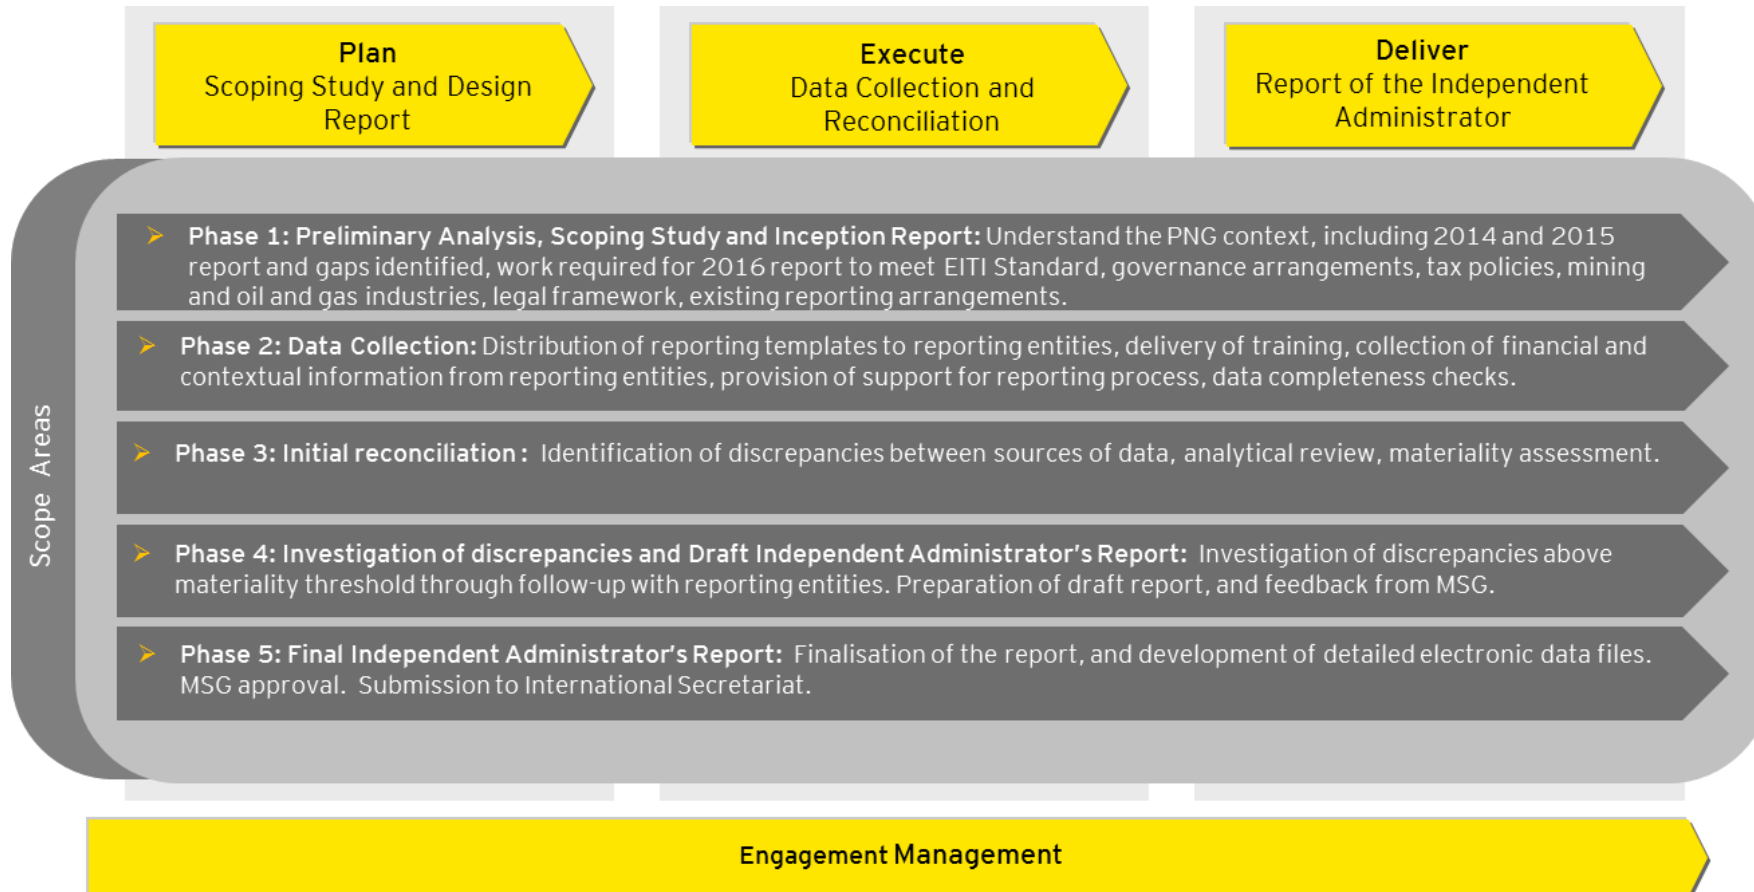 Plan
Scoping Study and Design
Report
Execute
Data Collection and
Reconciliation
Deliver
Report of the Independent
Administrator
Scope Areas
➢ Phase 1: Preliminary Analysis, Scoping Study and Inception Report: Understand the PNG context, including 2014 and 2015
report and gaps identified, work required for 2016 report to meet EITI Standard, governance arrangements, tax policies, mining
and oil and gas industries, legal framework, existing reporting arrangements.
➢ Phase 2: Data Collection: Distribution of reporting templates to reporting entities, delivery of training, collection of financial and
contextual information from reporting entities, provision of support for reporting process, data completeness checks.
➢ Phase 3: Initial reconciliation : Identification of discrepancies between sources of data, analytical review, materiality assessment.
➢ Phase 4: Investigation of discrepancies and Draft Independent Administrator's Report: Investigation of discrepancies above
materiality threshold through follow-up with reporting entities. Preparation of draft report, and feedback from MSG.
➢ Phase 5: Final Independent Administrator's Report: Finalisation of the report, and development of detailed electronic data files.
MSG approval. Submission to International Secretariat.
Engagement Management